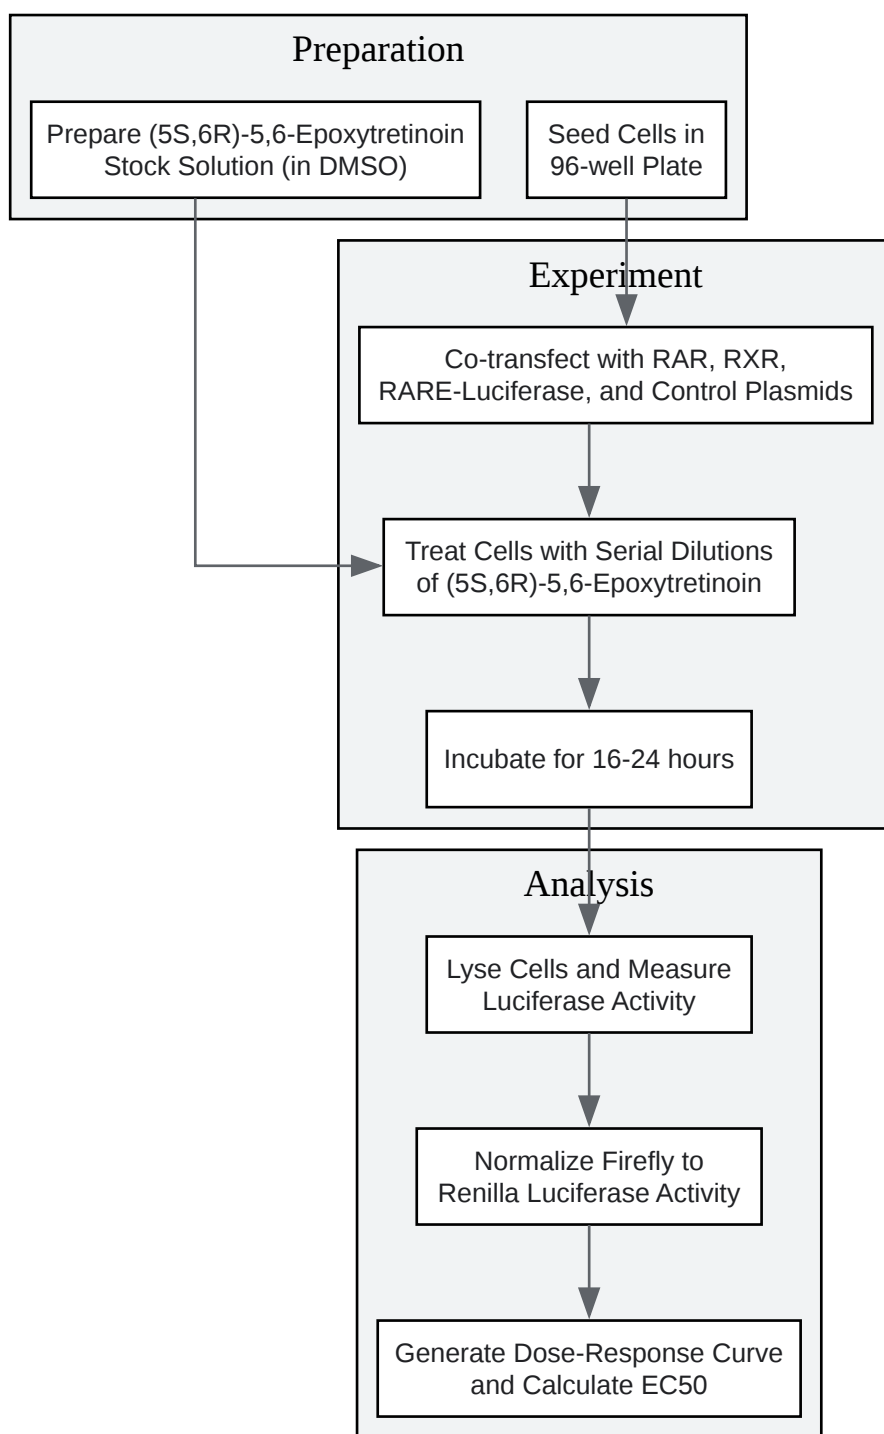 Preparation
Prepare (5S,6R)-5,6-Epoxytretinoin
Stock Solution (in DMSO)
Seed Cells in
96-well Plate
Experiment
Co-transfect with RAR, RXR,
RARE-Luciferase, and Control Plasmids
Treat Cells with Serial Dilutions
of (5S,6R)-5,6-Epoxytretinoin
Incubate for 16-24 hours
Analysis
Lyse Cells and Measure
Luciferase Activity
Normalize Firefly to
Renilla Luciferase Activity
Generate Dose-Response Curve
and Calculate EC50